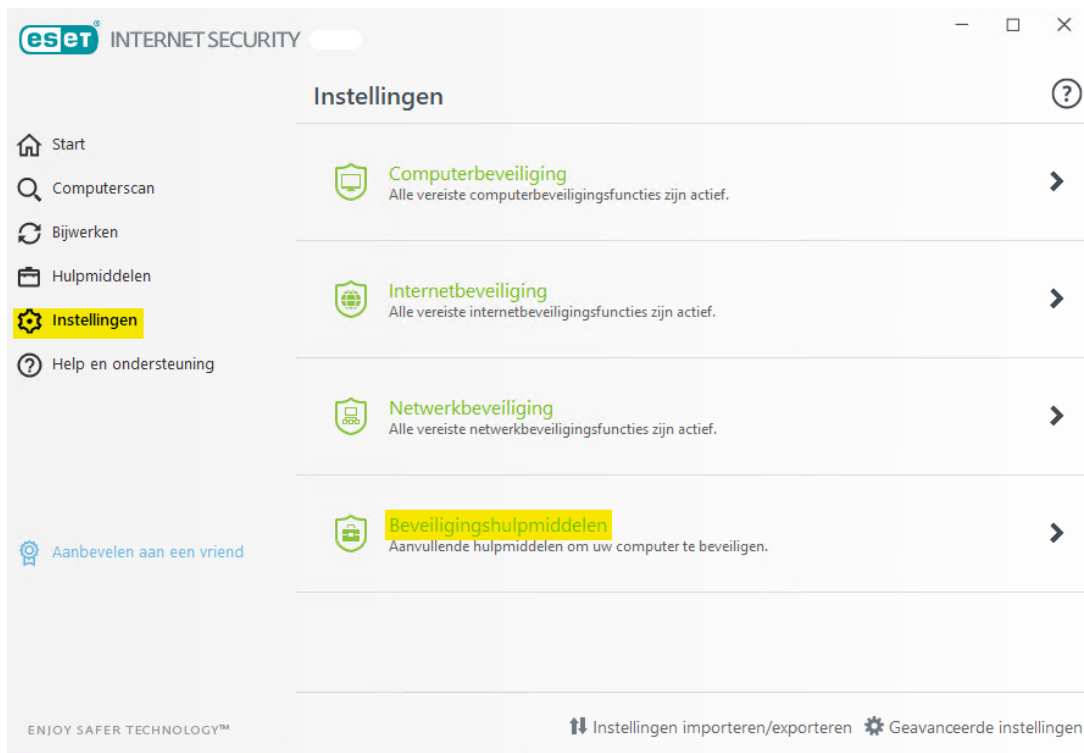 eset® INTERNET SECURITY
Instellingen
?
Start
Computerscan
Bijwerken
Hulpmiddelen
Instellingen
Help en ondersteuning
Aanbevelen aan een vriend
Computerbeveiliging
Alle vereiste computerbeveiligingsfuncties zijn actief.
Internetbeveiliging
Alle vereiste internetbeveiligingsfuncties zijn actief.
Netwerkbeveiliging
Alle vereiste netwerkbeveiligingsfuncties zijn actief.
Beveiligingshulpmiddelen
Aanvullende hulpmiddelen om uw computer te beveiligen.
ENJOY SAFER TECHNOLOGY™
Instellingen importeren/exporteren
Geavanceerde instellingen